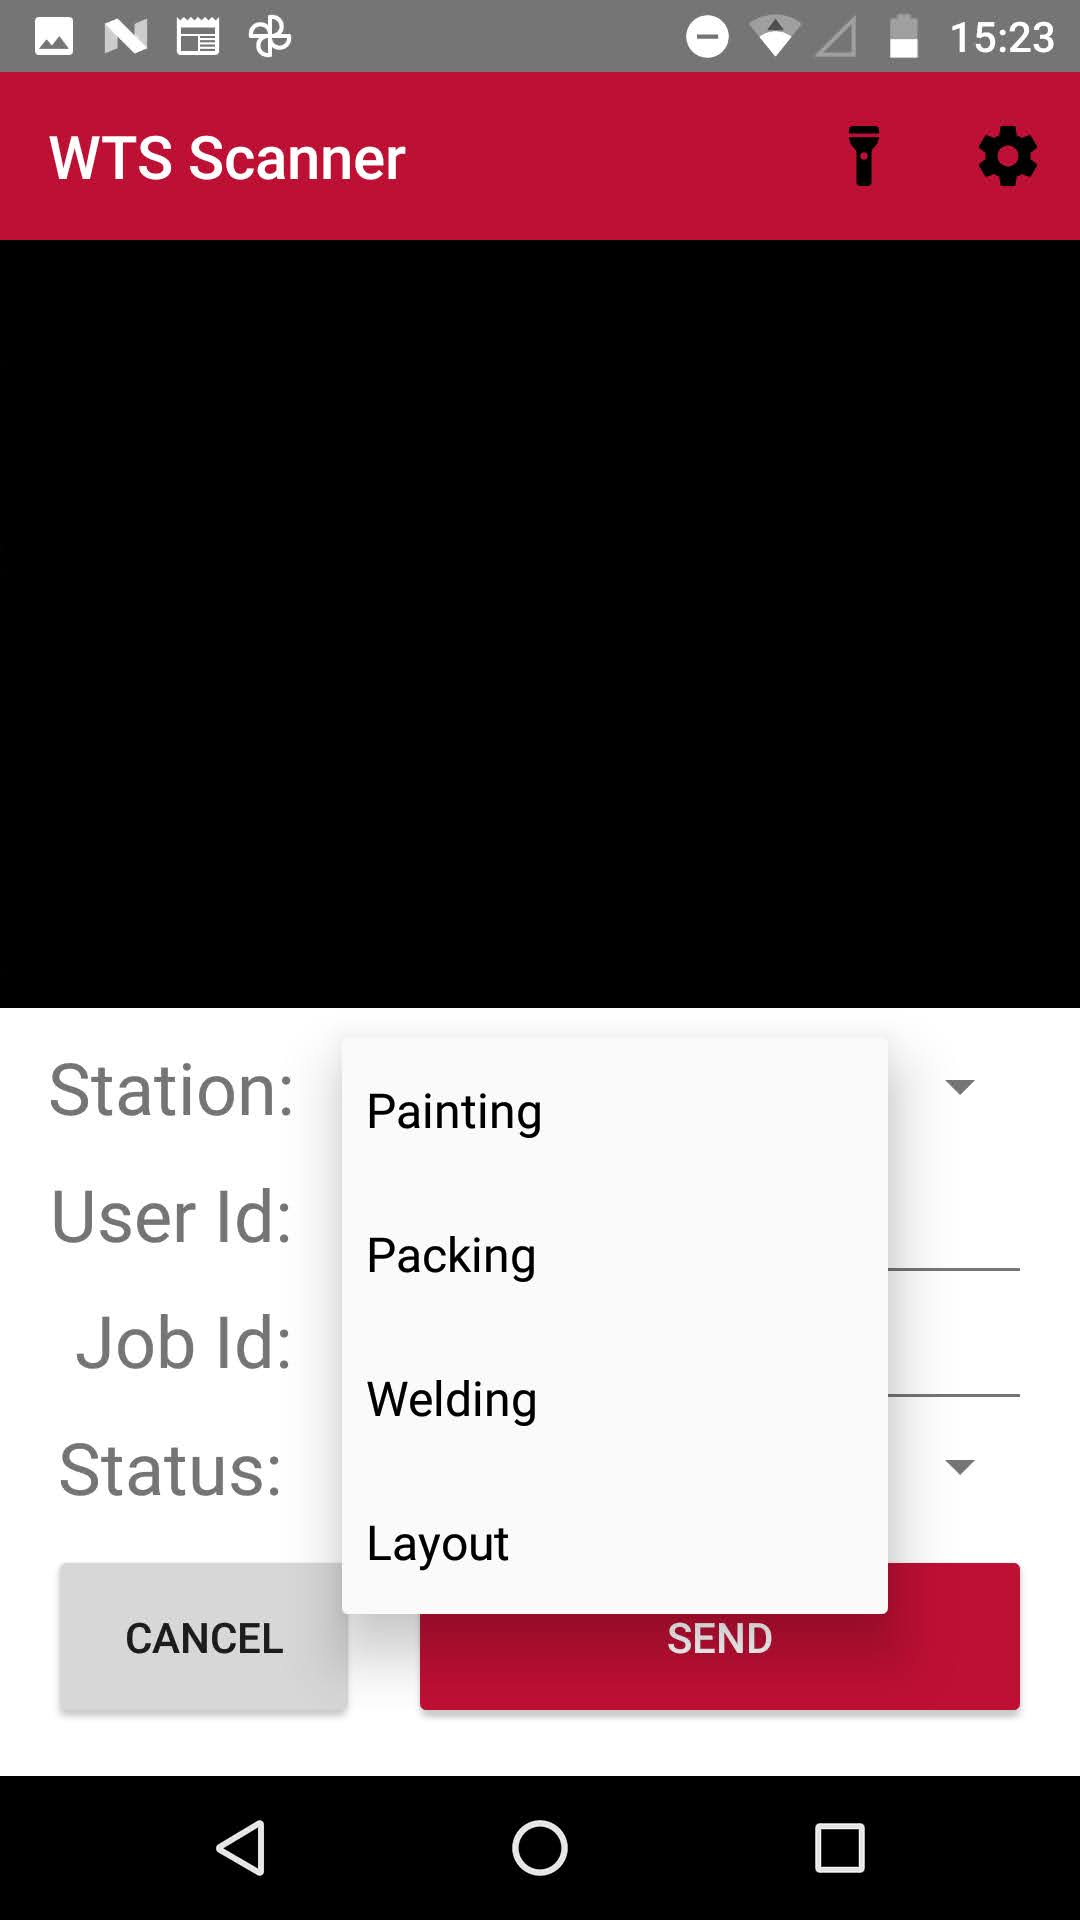 15:23
WTS Scanner
Station:
Painting
User Id:
Packing
Job Id:
Welding
Status:
Layout
CANCEL
SEND